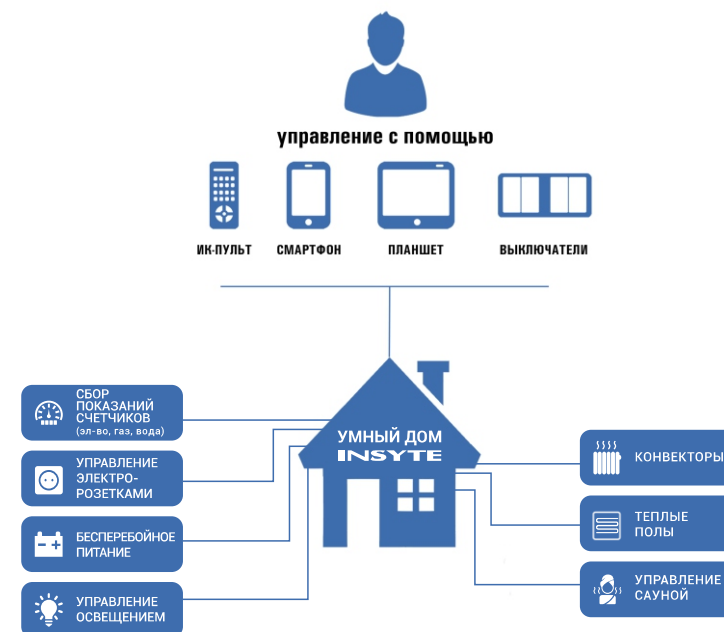 управление с помощью
ИК-ПУЛЬТ СМАРТФОН ПЛАНШЕТ ВЫКЛЮЧАТЕЛИ
СБОР
ПОКАЗАНИЙ
СЧЕТЧИКОВ
(эл-во, газ, вода)
УПРАВЛЕНИЕ
ЭЛЕКТРО-
РОЗЕТКАМИ
БЕСПЕРЕБОЙНОЕ
ПИТАНИЕ
УПРАВЛЕНИЕ
ОСВЕЩЕНИЕМ
УМНЫЙ ДОМ
INSYTE
КОНВЕКТОРЫ
ТЕПЛЫЕ
ПОЛЫ
УПРАВЛЕНИЕ
САУНОЙ